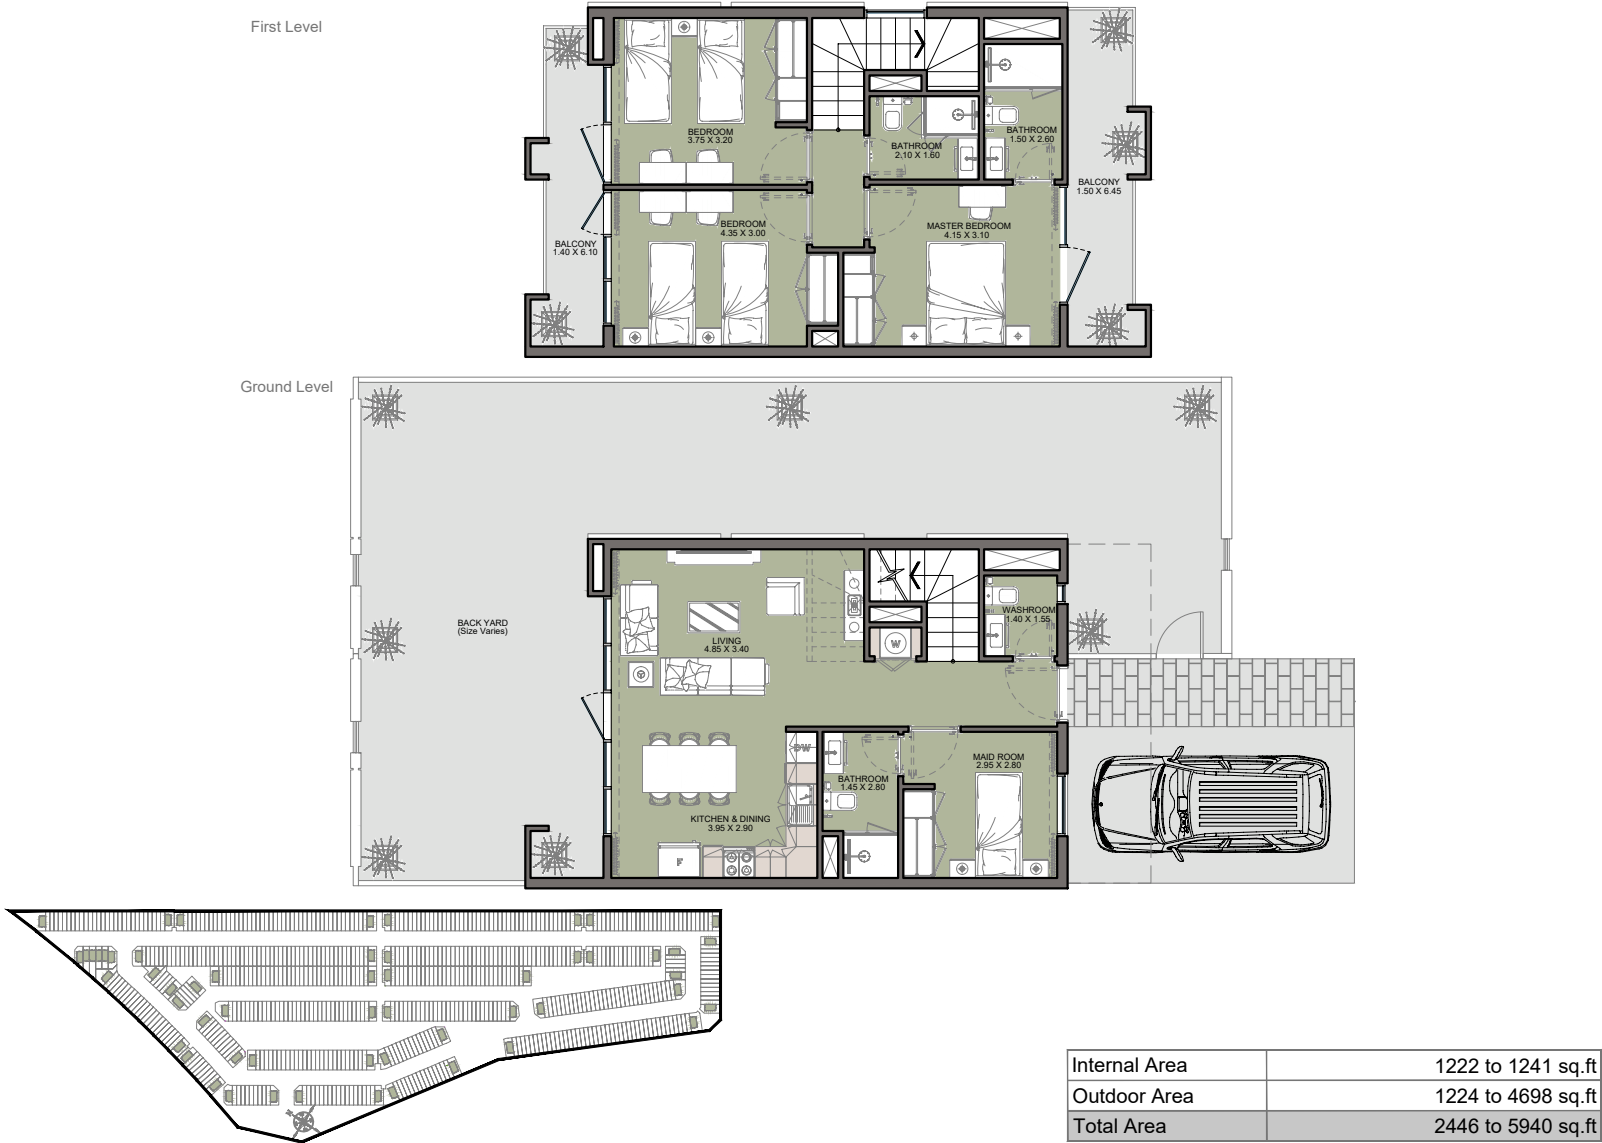 First Level
BEDROOM
3.75 X 3.20
BATHROOM
2.10 X 1.60
BATHROOM
1.50 X 2.60
BALCONY
1.50 X 6.45
BEDROOM
4.35 X 3.00
MASTER BEDROOM
4.15 X 3.10
BALCONY
1.40 X 6.10
Ground Level
BACK YARD
(Size Varies)
LIVING
4.85 X 3.40
W
WASHROOM
1.40 X 1.55
DW
MAID ROOM
2.95 X 2.80
BATHROOM
1.45 X 2.80
KITCHEN & DINING
3.95 X 2.90
F
N
Internal Area 1222 to 1241 sq.ft
Outdoor Area 1224 to 4698 sq.ft
Total Area 2446 to 5940 sq.ft